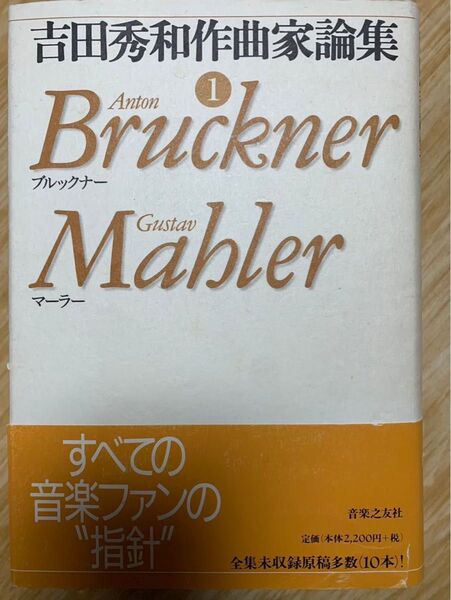 吉田秀和作曲家論集
1
Anton
Bruckner
ブルックナー
Gustav
Mahler
マーラー
すべての
音楽ファンの
"指針"
音楽之友社
定価(本体2,200円+税)
全集未収録原稿多数(10本)!